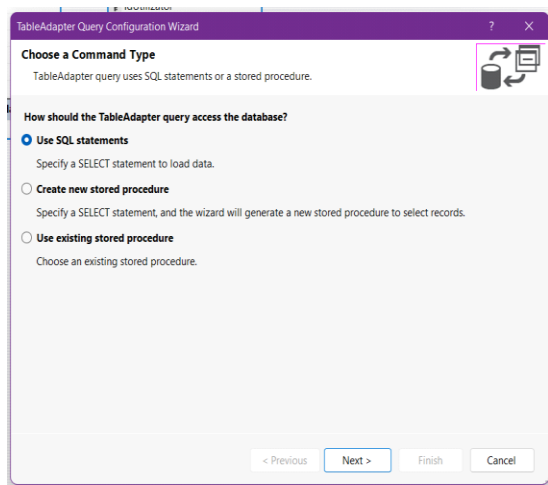 TableAdapter Query Configuration Wizard
Choose a Command Type
TableAdapter query uses SQL statements or a stored procedure.
How should the TableAdapter query access the database?
Use SQL statements
Specify a SELECT statement to load data.
Create new stored procedure
Specify a SELECT statement, and the wizard will generate a new stored procedure to select records.
Use existing stored procedure
Choose an existing stored procedure.
< Previous Next > Finish Cancel